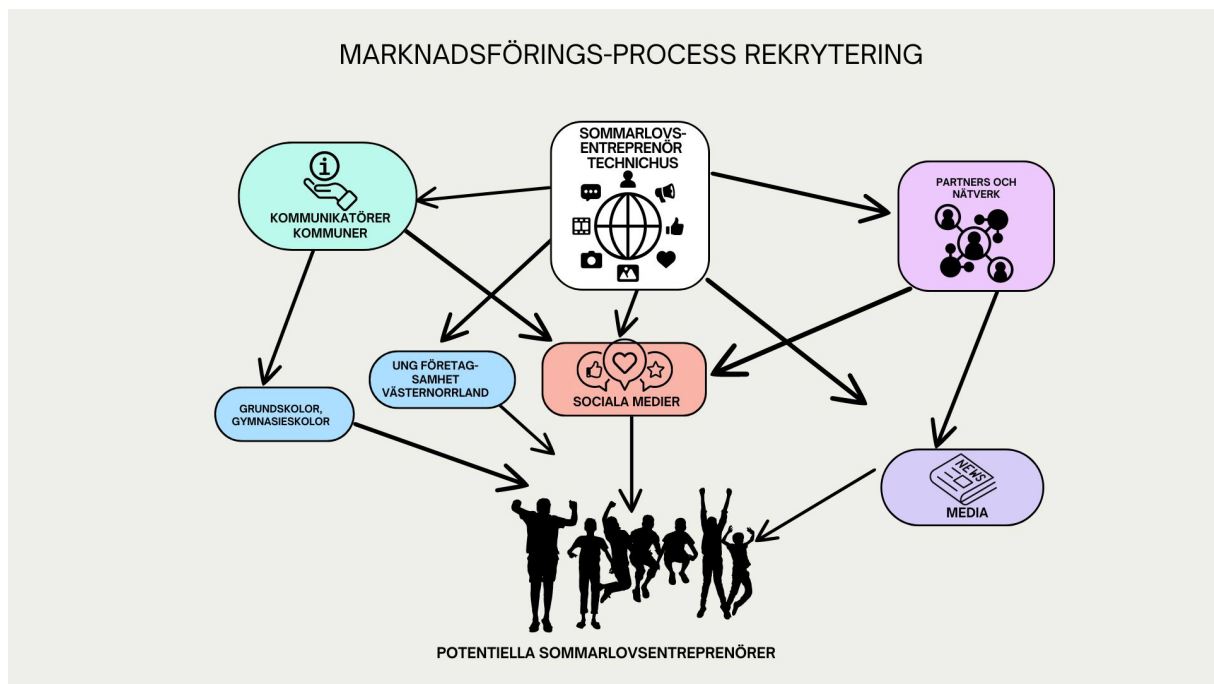 MARKNADSFÖRINGS-PROCESS REKRYTERING
SOMMARLOVS-
ENTREPRENÖR
TECHNICHUS
KOMMUNIKATÖRER
KOMMUNER
PARTNERS OCH
NÄTVERK
UNG FÖRETAG-
SAMHET
VÄSTERNORRLAND
SOCIALA MEDIER
GRUNDSKOLOR,
GYMNASIESKOLOR
NEWS
MEDIA
POTENTIELLA SOMMARLOVSENTREPRENÖRER